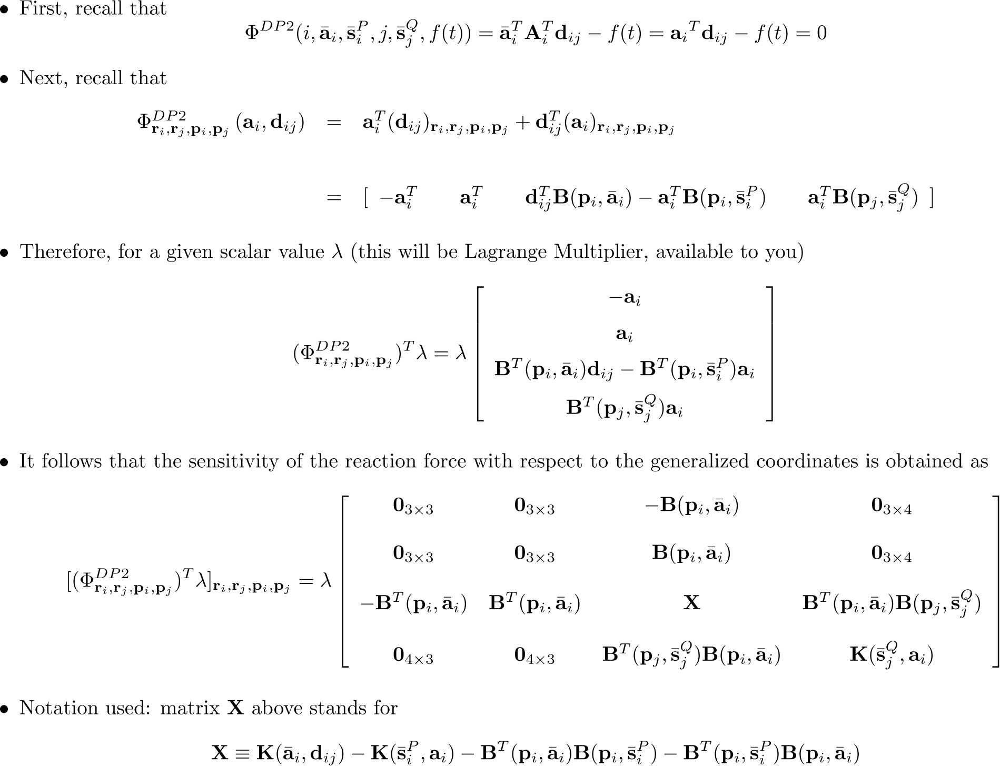 • First, recall that
$\Phi^{DP2}(i, \bar{\mathbf{a}}_i, \bar{\mathbf{s}}_i^P, j, \bar{\mathbf{s}}_j^Q, f(t)) = \bar{\mathbf{a}}_i^T \mathbf{A}_i^T \mathbf{d}_{ij} - f(t) = {\mathbf{a}_i}^T \mathbf{d}_{ij} - f(t) = 0$
• Next, recall that
$\Phi^{DP2}_{\mathbf{r}_i,\mathbf{r}_j,\mathbf{p}_i,\mathbf{p}_j} (\mathbf{a}_i, \mathbf{d}_{ij}) = \mathbf{a}_i^T (\mathbf{d}_{ij})_{\mathbf{r}_i,\mathbf{r}_j,\mathbf{p}_i,\mathbf{p}_j} + \mathbf{d}_{ij}^T (\mathbf{a}_i)_{\mathbf{r}_i,\mathbf{r}_j,\mathbf{p}_i,\mathbf{p}_j}$
$= [\ -\mathbf{a}_i^T \quad \mathbf{a}_i^T \quad \mathbf{d}_{ij}^T \mathbf{B}(\mathbf{p}_i, \bar{\mathbf{a}}_i) - \mathbf{a}_i^T \mathbf{B}(\mathbf{p}_i, \bar{\mathbf{s}}_i^P) \quad \mathbf{a}_i^T \mathbf{B}(\mathbf{p}_j, \bar{\mathbf{s}}_j^Q)\ ]$
• Therefore, for a given scalar value $\lambda$ (this will be Lagrange Multiplier, available to you)
$(\Phi^{DP2}_{\mathbf{r}_i,\mathbf{r}_j,\mathbf{p}_i,\mathbf{p}_j})^T \lambda = \lambda \begin{bmatrix} -\mathbf{a}_i \\ \mathbf{a}_i \\ \mathbf{B}^T(\mathbf{p}_i, \bar{\mathbf{a}}_i)\mathbf{d}_{ij} - \mathbf{B}^T(\mathbf{p}_i, \bar{\mathbf{s}}_i^P)\mathbf{a}_i \\ \mathbf{B}^T(\mathbf{p}_j, \bar{\mathbf{s}}_j^Q)\mathbf{a}_i \end{bmatrix}$
• It follows that the sensitivity of the reaction force with respect to the generalized coordinates is obtained as
$[(\Phi^{DP2}_{\mathbf{r}_i,\mathbf{r}_j,\mathbf{p}_i,\mathbf{p}_j})^T \lambda]_{\mathbf{r}_i,\mathbf{r}_j,\mathbf{p}_i,\mathbf{p}_j} = \lambda \begin{bmatrix} \mathbf{0}_{3\times3} & \mathbf{0}_{3\times3} & -\mathbf{B}(\mathbf{p}_i, \bar{\mathbf{a}}_i) & \mathbf{0}_{3\times4} \\ \mathbf{0}_{3\times3} & \mathbf{0}_{3\times3} & \mathbf{B}(\mathbf{p}_i, \bar{\mathbf{a}}_i) & \mathbf{0}_{3\times4} \\ -\mathbf{B}^T(\mathbf{p}_i, \bar{\mathbf{a}}_i) & \mathbf{B}^T(\mathbf{p}_i, \bar{\mathbf{a}}_i) & \mathbf{X} & \mathbf{B}^T(\mathbf{p}_i, \bar{\mathbf{a}}_i)\mathbf{B}(\mathbf{p}_j, \bar{\mathbf{s}}_j^Q) \\ \mathbf{0}_{4\times3} & \mathbf{0}_{4\times3} & \mathbf{B}^T(\mathbf{p}_j, \bar{\mathbf{s}}_j^Q)\mathbf{B}(\mathbf{p}_i, \bar{\mathbf{a}}_i) & \mathbf{K}(\bar{\mathbf{s}}_j^Q, \mathbf{a}_i) \end{bmatrix}$
• Notation used: matrix $\mathbf{X}$ above stands for
$\mathbf{X} \equiv \mathbf{K}(\bar{\mathbf{a}}_i, \mathbf{d}_{ij}) - \mathbf{K}(\bar{\mathbf{s}}_i^P, \mathbf{a}_i) - \mathbf{B}^T(\mathbf{p}_i, \bar{\mathbf{a}}_i)\mathbf{B}(\mathbf{p}_i, \bar{\mathbf{s}}_i^P) - \mathbf{B}^T(\mathbf{p}_i, \bar{\mathbf{s}}_i^P)\mathbf{B}(\mathbf{p}_i, \bar{\mathbf{a}}_i)$